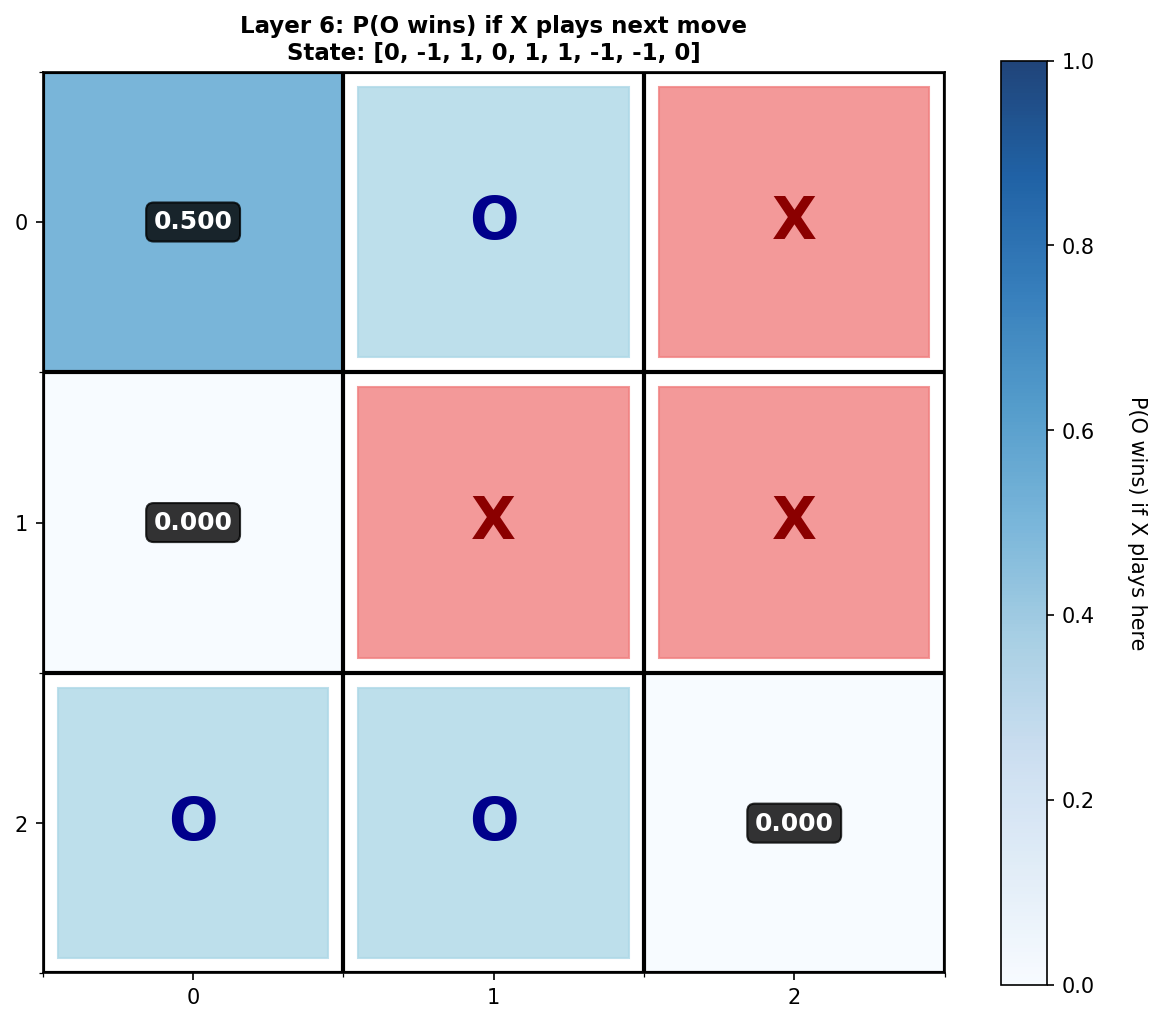 Layer 6: P(O wins) if X plays next move
State: [0, -1, 1, 0, 1, 1, -1, -1, 0]
0
0.500
O
X
1
0.000
X
X
2
O
O
0.000
0
1
2
1.0
0.8
0.6
0.4
0.2
0.0
P(O wins) if X plays here